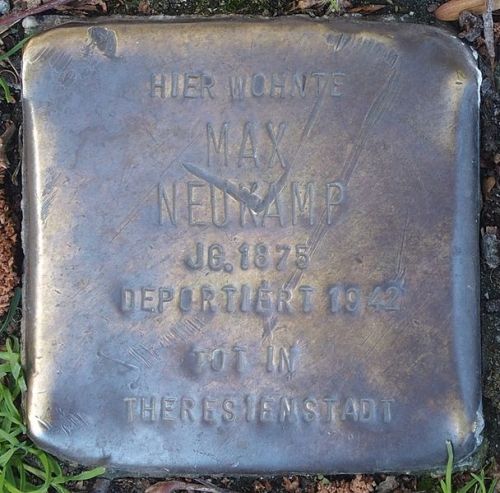 HIER WOHNTE
MAX
NEUKAMP
JG. 1875
DEPORTIERT 1942
TOT IN
THERESIENSTADT